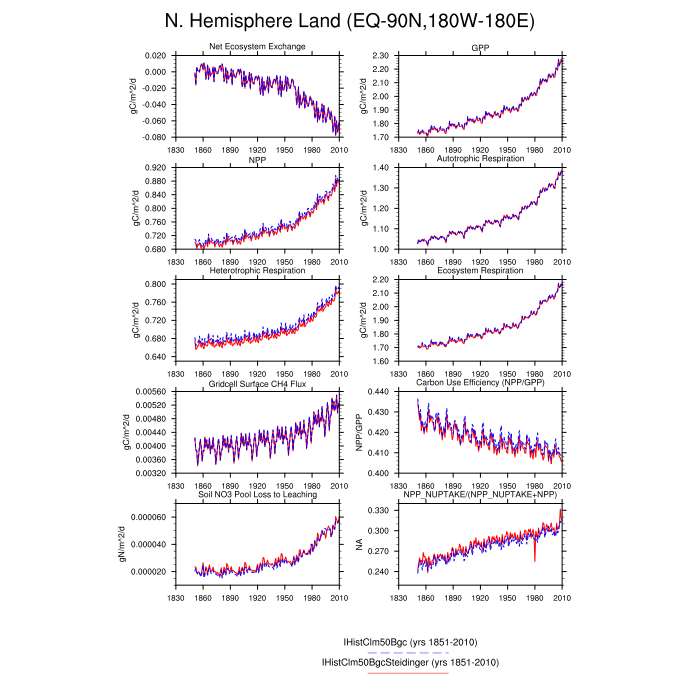 N. Hemisphere Land (EQ-90N,180W-180E)
Net Ecosystem Exchange
gC/m^2/d
0.020
0.000
-0.020
-0.040
-0.060
-0.080
1830 1860 1890 1920 1950 1980 2010
GPP
gC/m^2/d
2.30
2.20
2.10
2.00
1.90
1.80
1.70
1830 1860 1890 1920 1950 1980 2010
NPP
gC/m^2/d
0.920
0.880
0.840
0.800
0.760
0.720
0.680
1830 1860 1890 1920 1950 1980 2010
Autotrophic Respiration
gC/m^2/d
1.40
1.30
1.20
1.10
1.00
1830 1860 1890 1920 1950 1980 2010
Heterotrophic Respiration
gC/m^2/d
0.800
0.760
0.720
0.680
0.640
1830 1860 1890 1920 1950 1980 2010
Ecosystem Respiration
gC/m^2/d
2.20
2.10
2.00
1.90
1.80
1.70
1.60
1830 1860 1890 1920 1950 1980 2010
Gridcell Surface CH4 Flux
gC/m^2/d
0.00560
0.00520
0.00480
0.00440
0.00400
0.00360
0.00320
1830 1860 1890 1920 1950 1980 2010
Carbon Use Efficiency (NPP/GPP)
NPP/GPP
0.440
0.430
0.420
0.410
0.400
1830 1860 1890 1920 1950 1980 2010
Soil NO3 Pool Loss to Leaching
gN/m^2/d
0.000060
0.000040
0.000020
1830 1860 1890 1920 1950 1980 2010
NPP_NUPTAKE/(NPP_NUPTAKE+NPP)
NA
0.330
0.300
0.270
0.240
1830 1860 1890 1920 1950 1980 2010
IHistClm50Bgc (yrs 1851-2010)
IHistClm50BgcSteidinger (yrs 1851-2010)